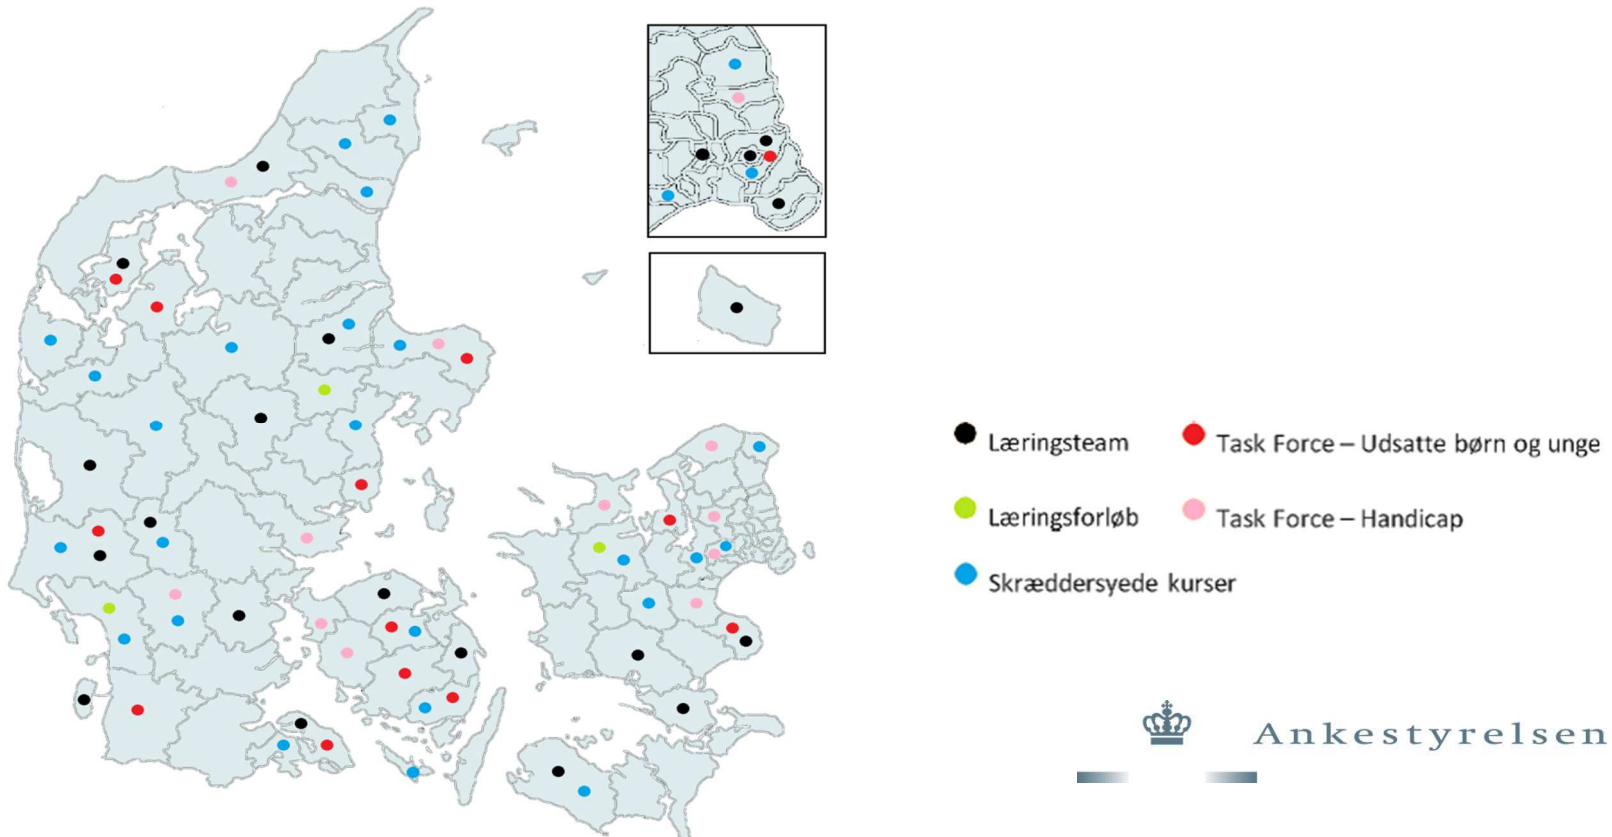 Læringsteam
Task Force – Udsatte børn og unge
Læringsforløb
Task Force – Handicap
Skræddersyede kurser
Ankestyrelsen